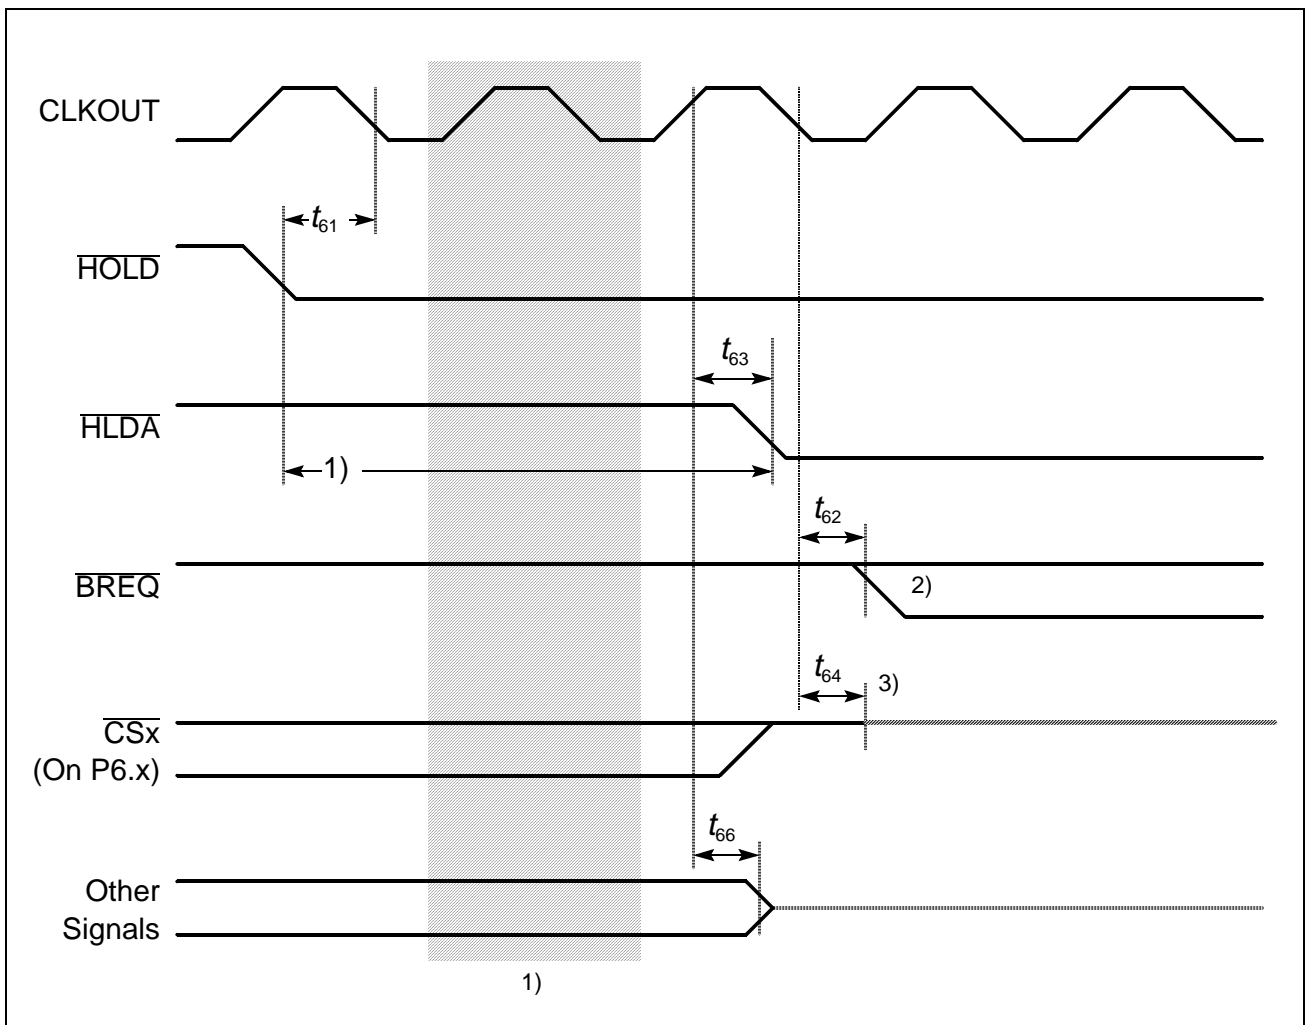 CLKOUT
t61
HOLD
t63
HLDA
1)
t62
BREQ
2)
t64
3)
CSx
(On P6.x)
t66
Other
Signals
1)